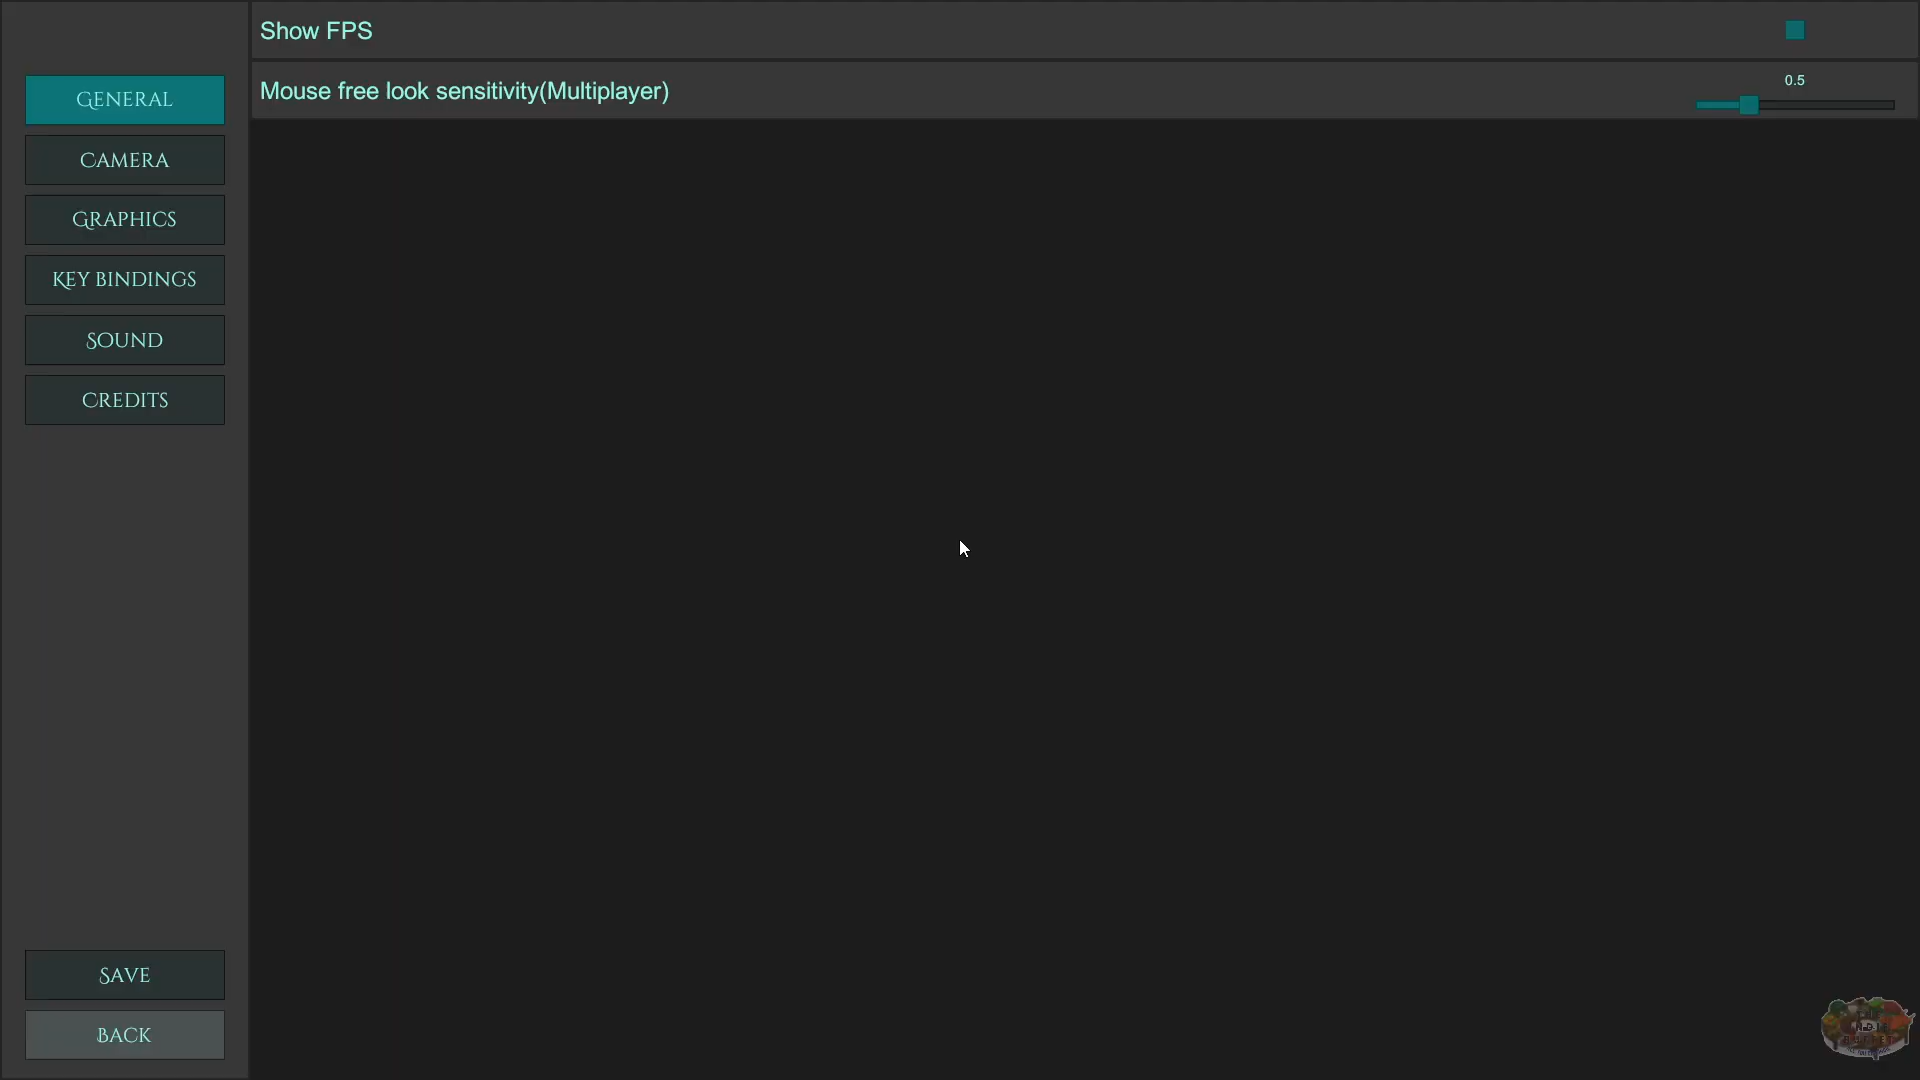 Show FPS
Mouse free look sensitivity(Multiplayer)
0.5
General
Camera
Graphics
Key bindings
Sound
Credits
Save
Back